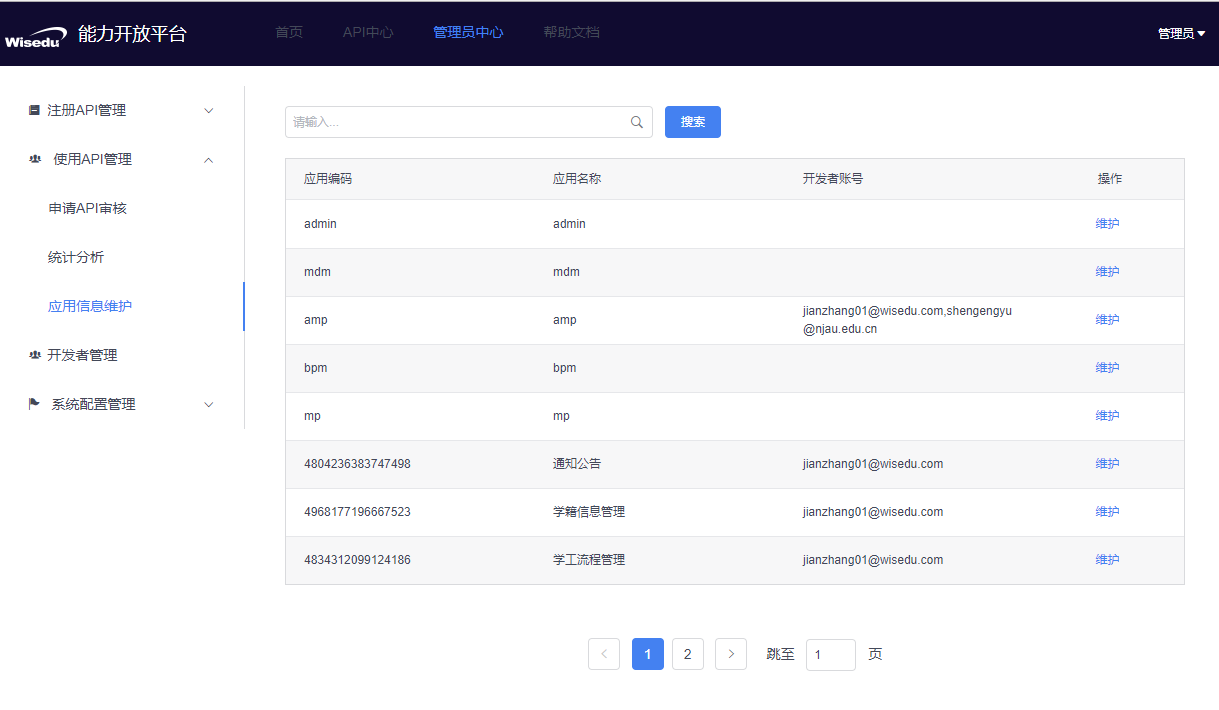 Wisedu 能力开放平台 首页 API中心 管理员中心 帮助文档 管理员
注册API管理
使用API管理
申请API审核
统计分析
应用信息维护
开发者管理
系统配置管理
请输入... 搜索
应用编码 应用名称 开发者账号 操作
admin admin 维护
mdm mdm 维护
amp amp jianzhang01@wisedu.com,shengengyu
@njau.edu.cn 维护
bpm bpm 维护
mp mp 维护
4804236383747498 通知公告 jianzhang01@wisedu.com 维护
4968177196667523 学籍信息管理 jianzhang01@wisedu.com 维护
4834312099124186 学工流程管理 jianzhang01@wisedu.com 维护
< 1 2 > 跳至 1 页